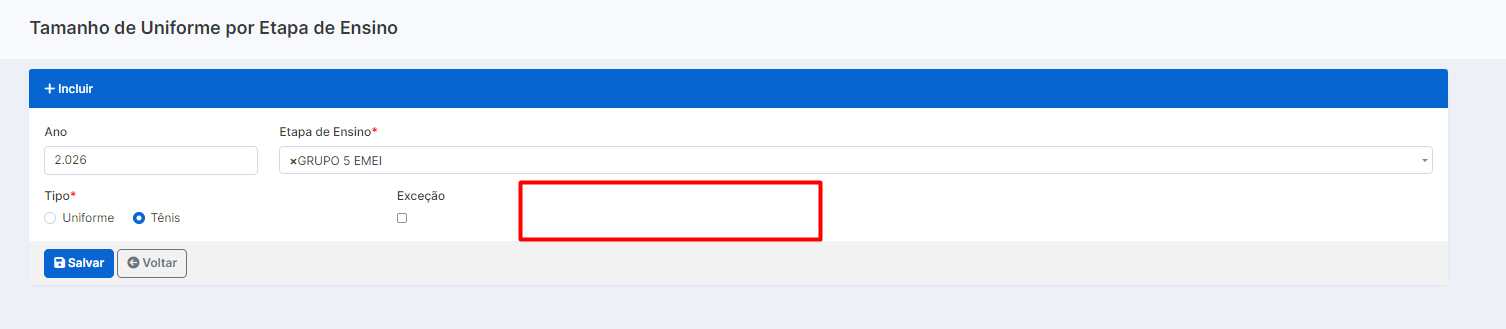 Tamanho de Uniforme por Etapa de Ensino
+ Incluir
Ano
Etapa de Ensino*
2.026
×GRUPO 5 EMEI
Tipo*
Exceção
Uniforme
Tênis
Salvar
Voltar